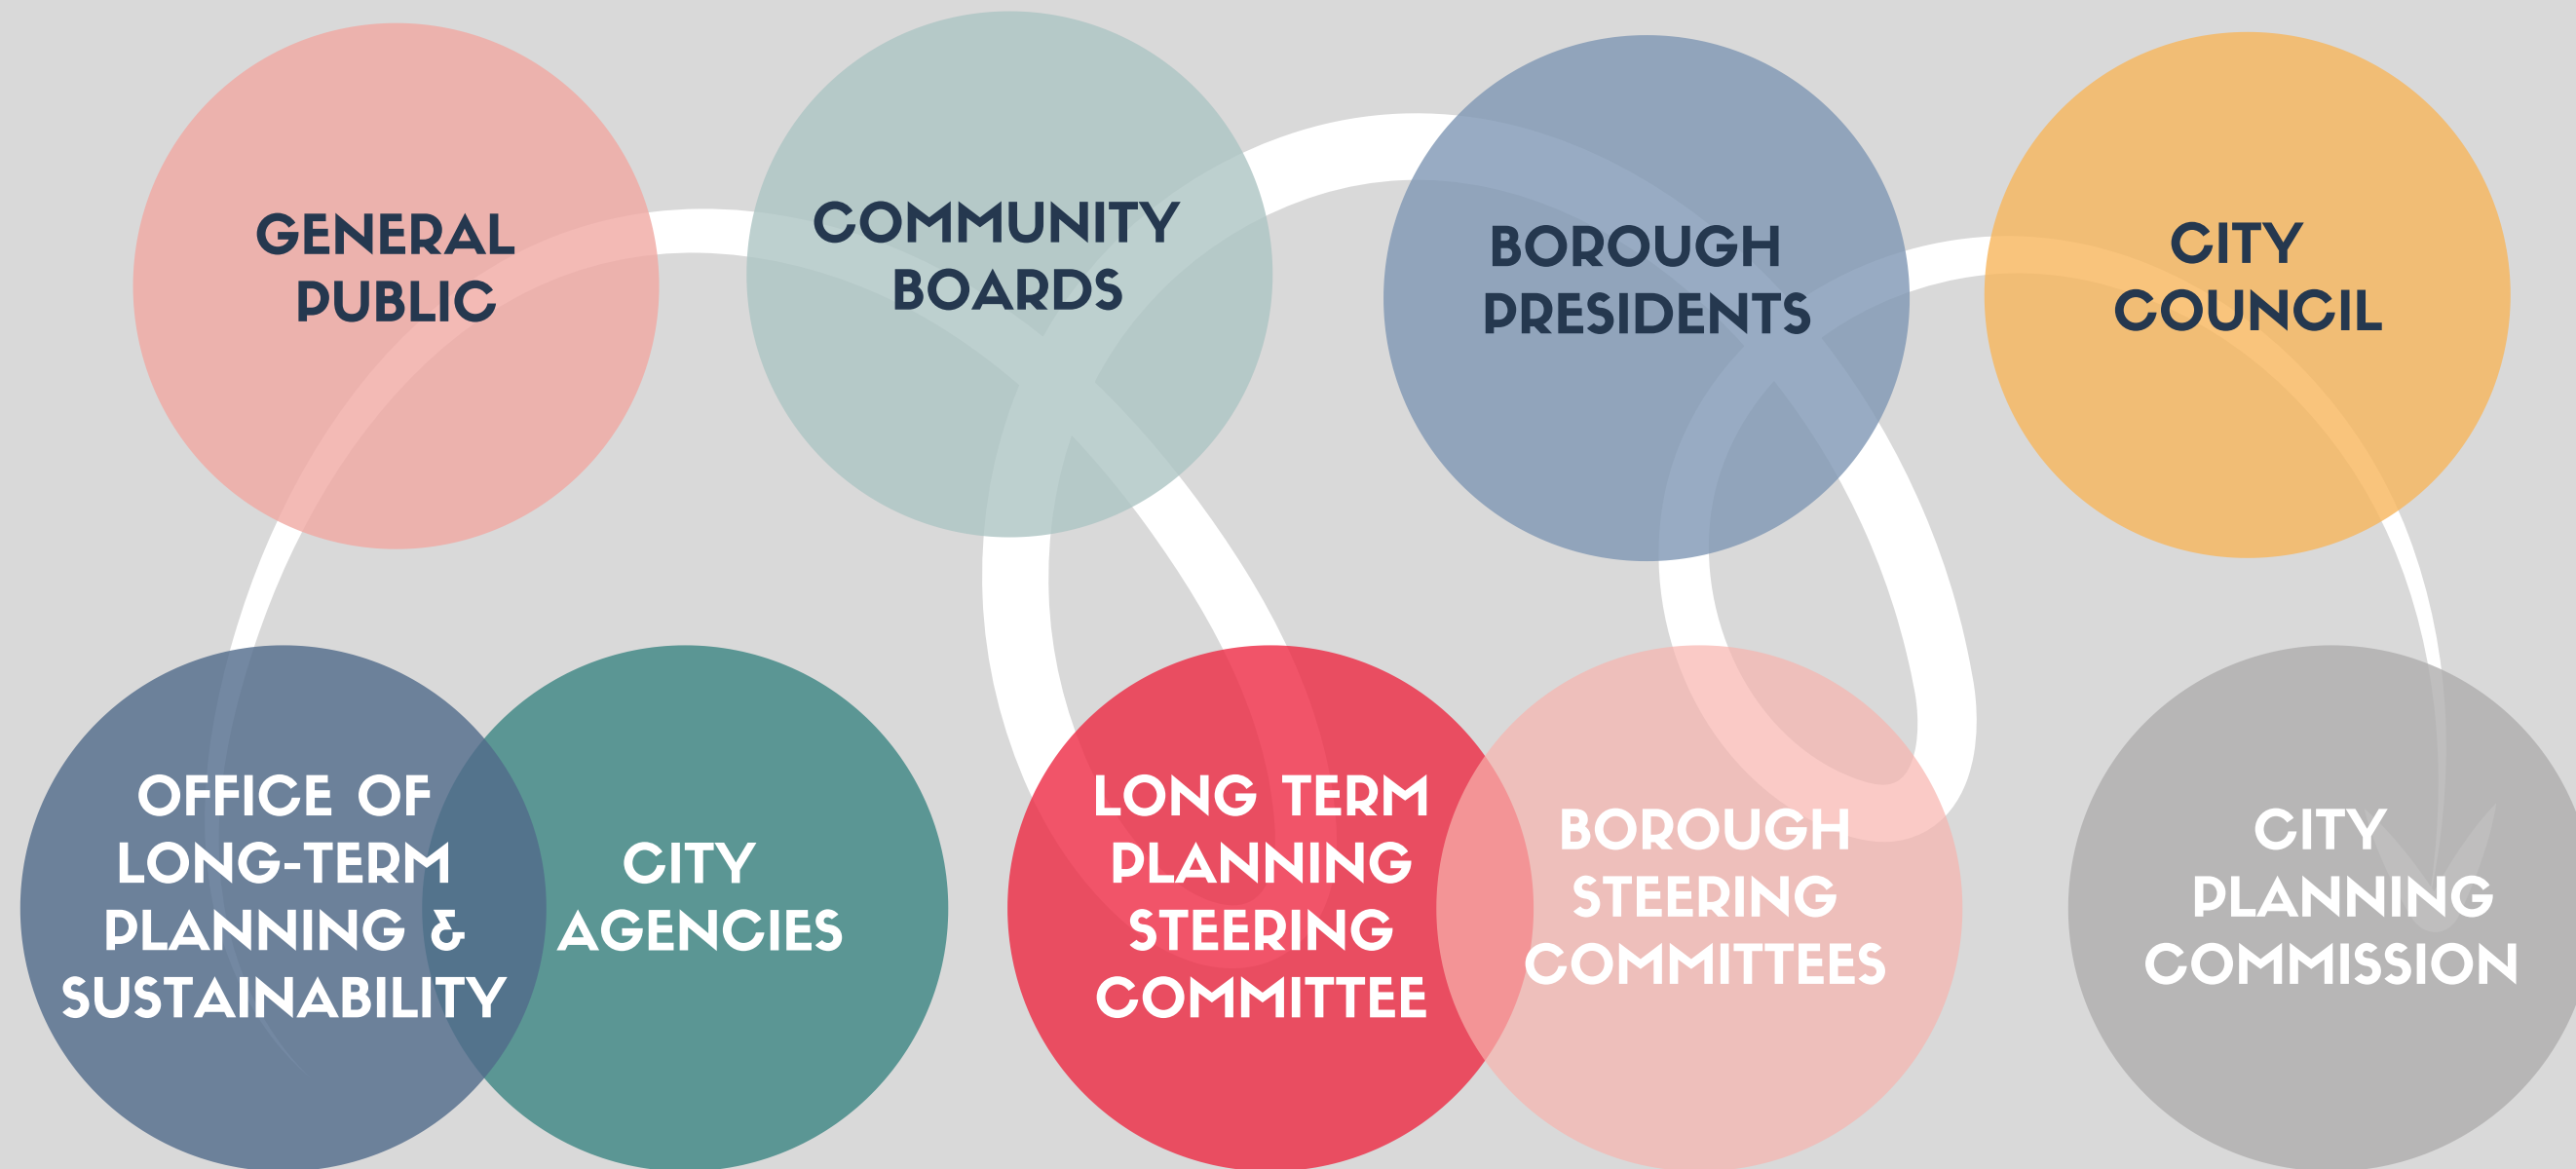 GENERAL
PUBLIC
COMMUNITY
BOARDS
BOROUGH
PRESIDENTS
CITY
COUNCIL
OFFICE OF
LONG-TERM
PLANNING &
SUSTAINABILITY
CITY
AGENCIES
LONG TERM
PLANNING
STEERING
COMMITTEE
BOROUGH
STEERING
COMMITTEES
CITY
PLANNING
COMMISSION